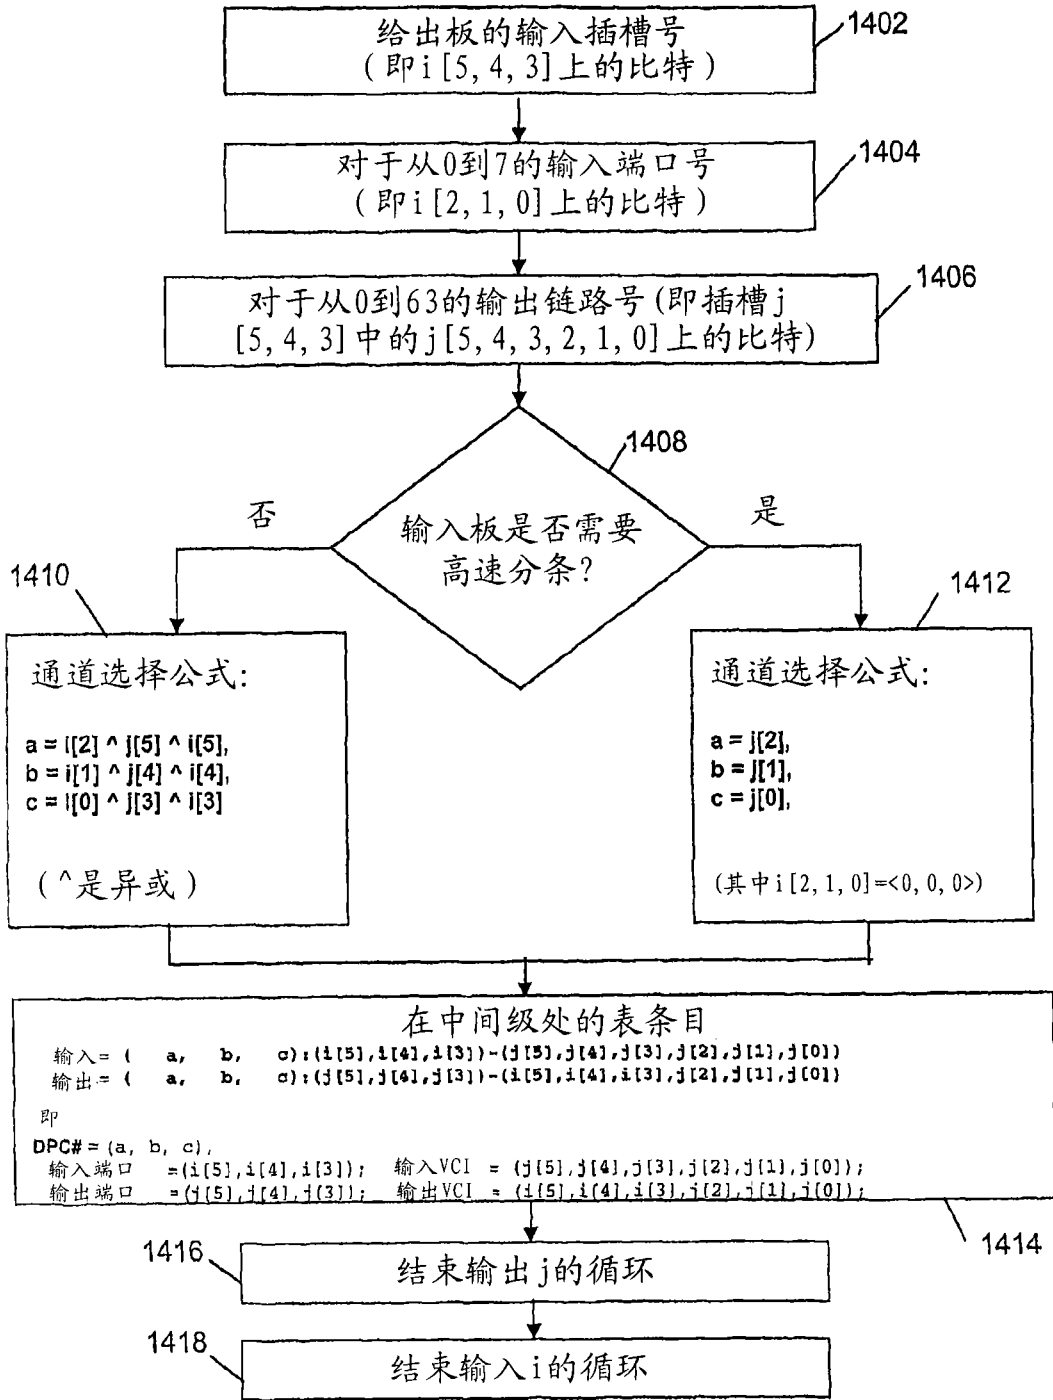 给出板的输入插槽号
(即i[5,4,3]上的比特)
1402
对于从0到7的输入端口号
(即i[2,1,0]上的比特)
1404
对于从0到63的输出链路号(即插槽j
[5,4,3]中的j[5,4,3,2,1,0]上的比特)
1406
1408
输入板是否需要
高速分条?
否
是
1410
通道选择公式:
a = i[2] ^ j[5] ^ i[5],
b = i[1] ^ j[4] ^ i[4],
c = i[0] ^ j[3] ^ i[3]
(^是异或)
1412
通道选择公式:
a = j[2],
b = j[1],
c = j[0],
(其中i[2,1,0]=<0,0,0>)
在中间级处的表条目
输入= ( a, b, c):(i[5],i[4],i[3])-(j[5],j[4],j[3],j[2],j[1],j[0])
输出= ( a, b, c):(j[5],j[4],j[3])-(i[5],i[4],i[3],j[2],j[1],j[0])
即
DPC# = (a, b, c),
输入端口 =(i[5],i[4],i[3]); 输入VCI = (j[5],j[4],j[3],j[2],j[1],j[0]);
输出端口 =(j[5],j[4],j[3]); 输出VCI = (i[5],i[4],i[3],j[2],j[1],j[0]);
1414
1416
结束输出j的循环
1418
结束输入i的循环